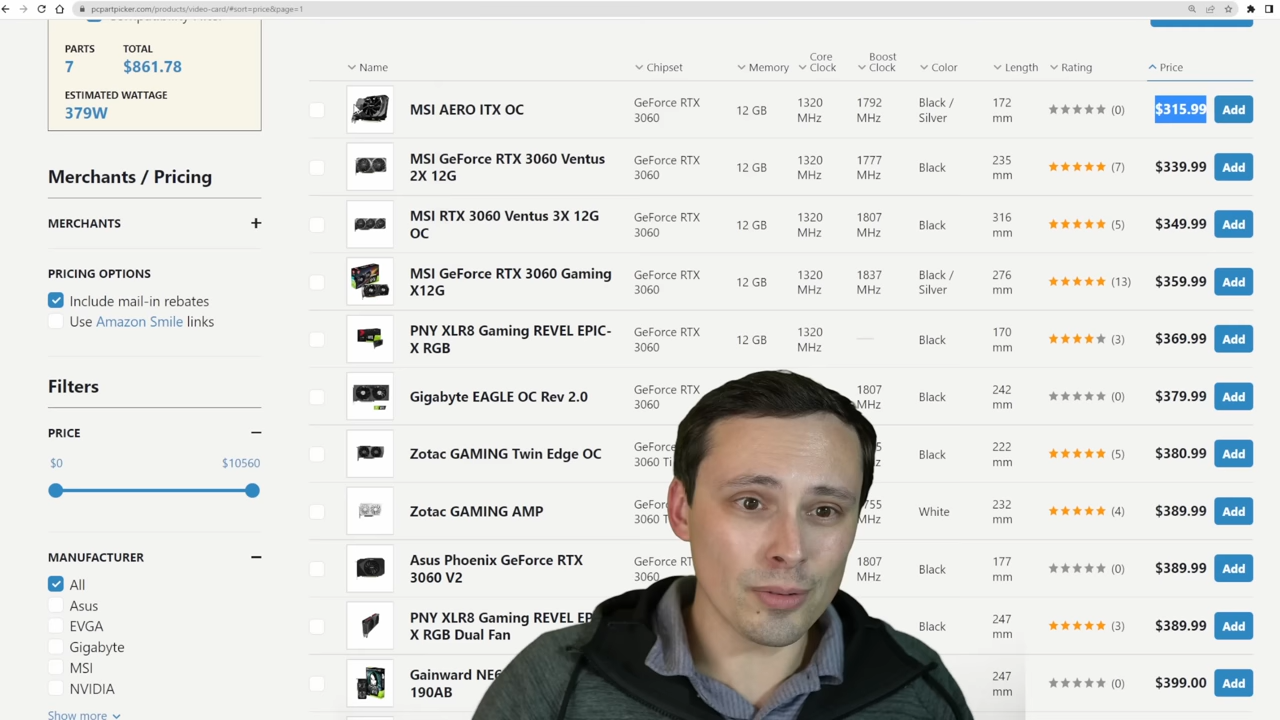 pcpartpicker.com/products/video-card/#sort=price&page=1
PARTS TOTAL
7 $861.78
ESTIMATED WATTAGE
379W
Merchants / Pricing
MERCHANTS
PRICING OPTIONS
Include mail-in rebates
Use Amazon Smile links
Filters
PRICE
$0 $10560
MANUFACTURER
All
Asus
EVGA
Gigabyte
MSI
NVIDIA
Show more
Name Chipset Memory Core Clock Boost Clock Color Length Rating Price
MSI AERO ITX OC GeForce RTX 3060 12 GB 1320 MHz 1792 MHz Black / Silver 172 mm (0) $315.99 Add
MSI GeForce RTX 3060 Ventus 2X 12G GeForce RTX 3060 12 GB 1320 MHz 1777 MHz Black 235 mm (7) $339.99 Add
MSI RTX 3060 Ventus 3X 12G OC GeForce RTX 3060 12 GB 1320 MHz 1807 MHz Black 316 mm (5) $349.99 Add
MSI GeForce RTX 3060 Gaming X12G GeForce RTX 3060 12 GB 1320 MHz 1837 MHz Black / Silver 276 mm (13) $359.99 Add
PNY XLR8 Gaming REVEL EPIC-X RGB GeForce RTX 3060 12 GB 1320 MHz Black 170 mm (3) $369.99 Add
Gigabyte EAGLE OC Rev 2.0 GeForce RTX 3060 1807 MHz Black 242 mm (0) $379.99 Add
Zotac GAMING Twin Edge OC GeForce RTX 3060 Ti MHz Black 222 mm (5) $380.99 Add
Zotac GAMING AMP 3060 MHz White 232 mm (4) $389.99 Add
Asus Phoenix GeForce RTX 3060 V2 GeForce RTX 3060 1807 MHz Black 177 mm (0) $389.99 Add
PNY XLR8 Gaming REVEL X RGB Dual Fan Black 247 mm (3) $389.99 Add
Gainward 190AB 247 mm (0) $399.00 Add